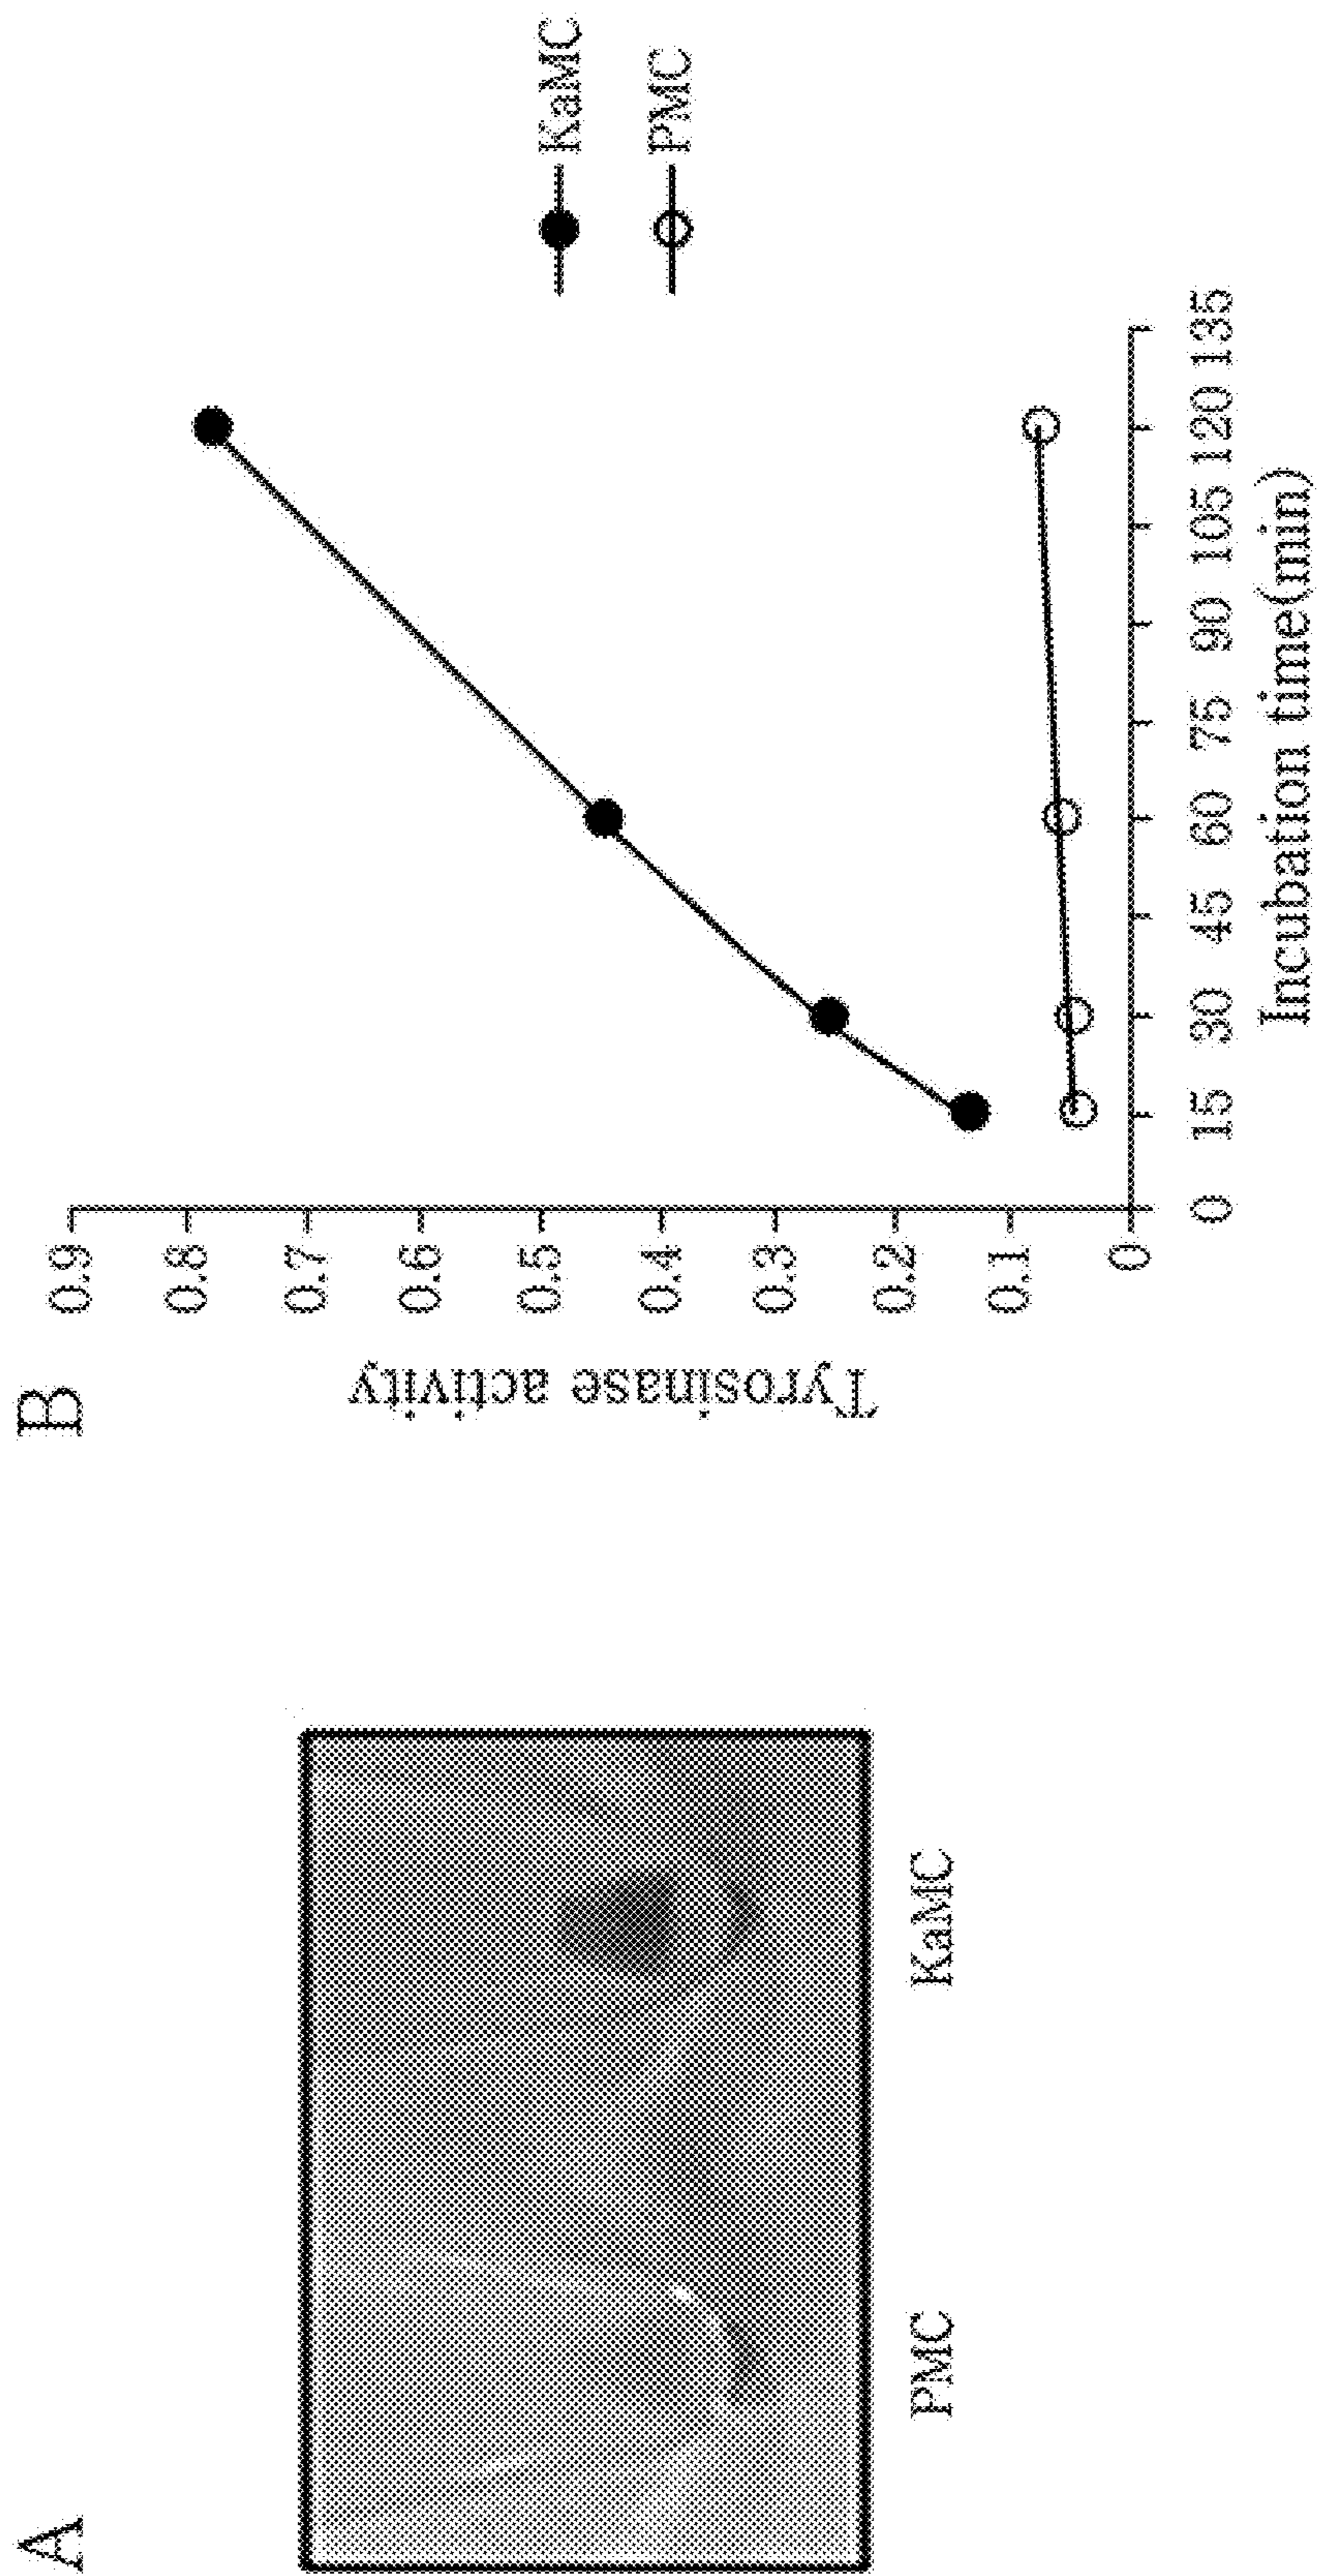 A
PMC
KaMC
B
Tyrosinase activity
0.9
0.8
0.7
0.6
0.5
0.4
0.3
0.2
0.1
0
0 15 30 45 60 75 90 105 120 135
Incubation time(min)
KaMC
PMC